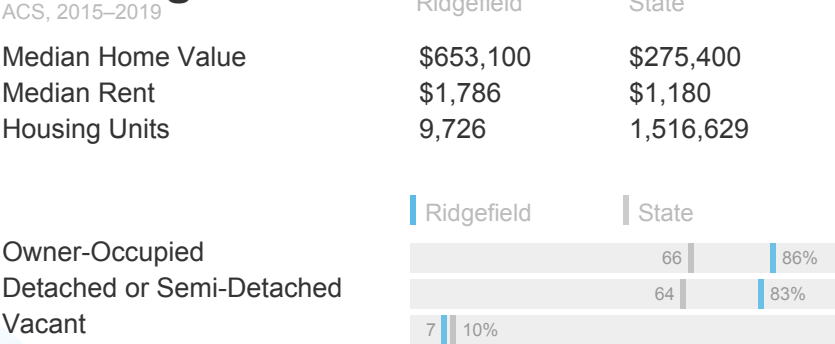 ACS, 2015–2019 Ridgefield State
Median Home Value $653,100 $275,400
Median Rent $1,786 $1,180
Housing Units 9,726 1,516,629
Ridgefield State
Owner-Occupied 66 86%
Detached or Semi-Detached 64 83%
Vacant 7 10%